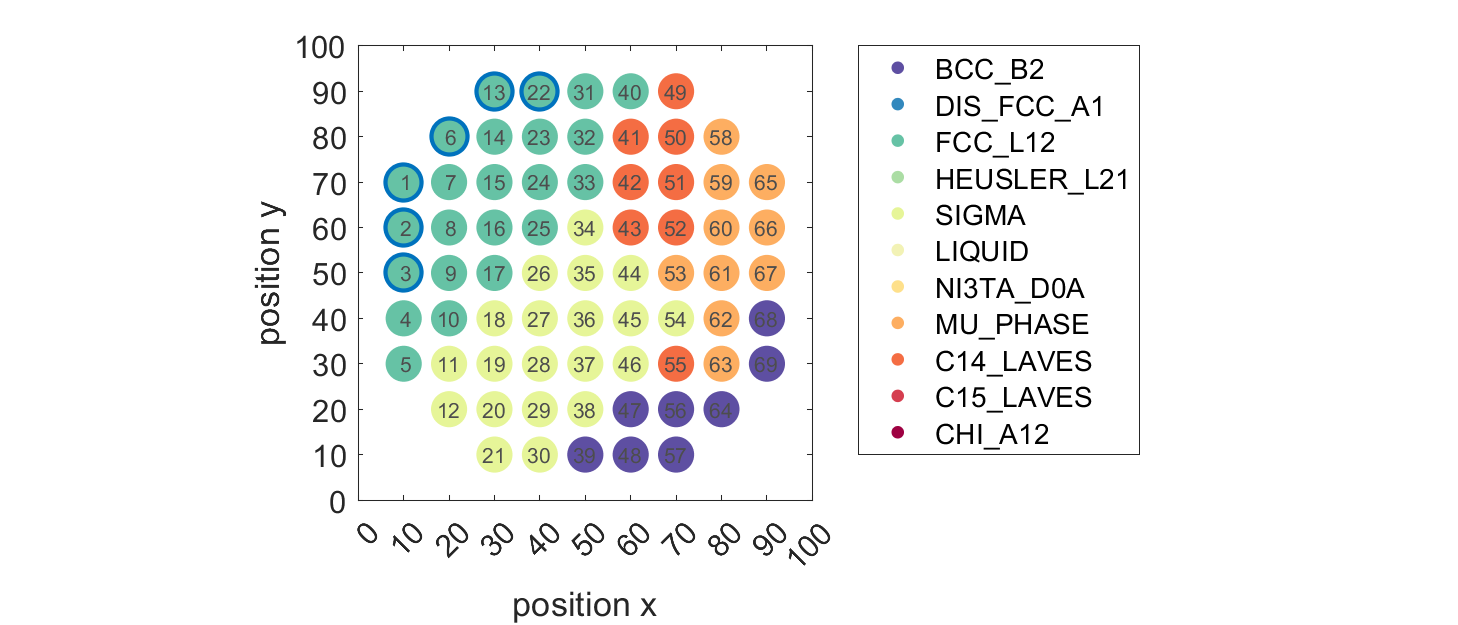 100
90
80
70
60
50
40
30
20
10
0
position y
13 22 31 40 49
6 14 23 32 41 50 58
1 7 15 24 33 42 51 59 65
2 8 16 25 34 43 52 60 66
3 9 17 26 35 44 53 61 67
4 10 18 27 36 45 54 62 68
5 11 19 28 37 46 55 63 69
12 20 29 38 47 56 64
21 30 39 48 57
0 10 20 30 40 50 60 70 80 90 100
position x
BCC_B2
DIS_FCC_A1
FCC_L12
HEUSLER_L21
SIGMA
LIQUID
NI3TA_D0A
MU_PHASE
C14_LAVES
C15_LAVES
CHI_A12